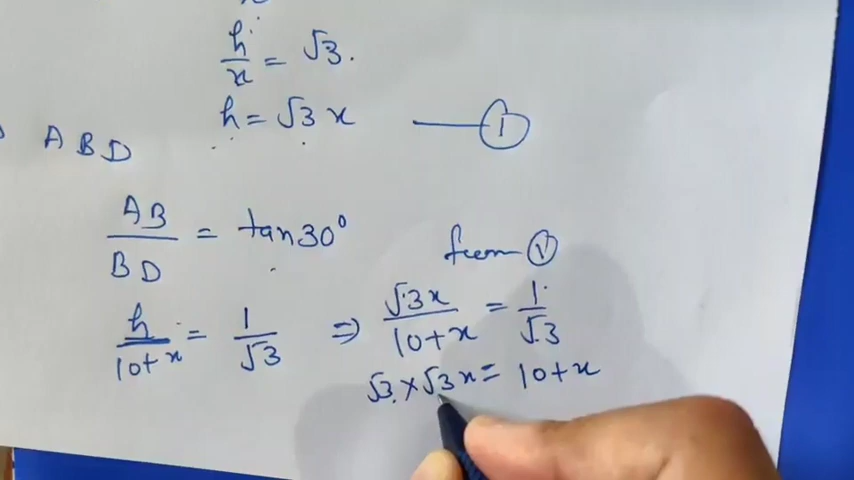 h/x = √3.
h = √3 x — ①
ABD
AB/BD = tan30°
from ①
h/10+x = 1/√3 ⇒ √3x/10+x = 1/√3
√3 × √3x = 10+x